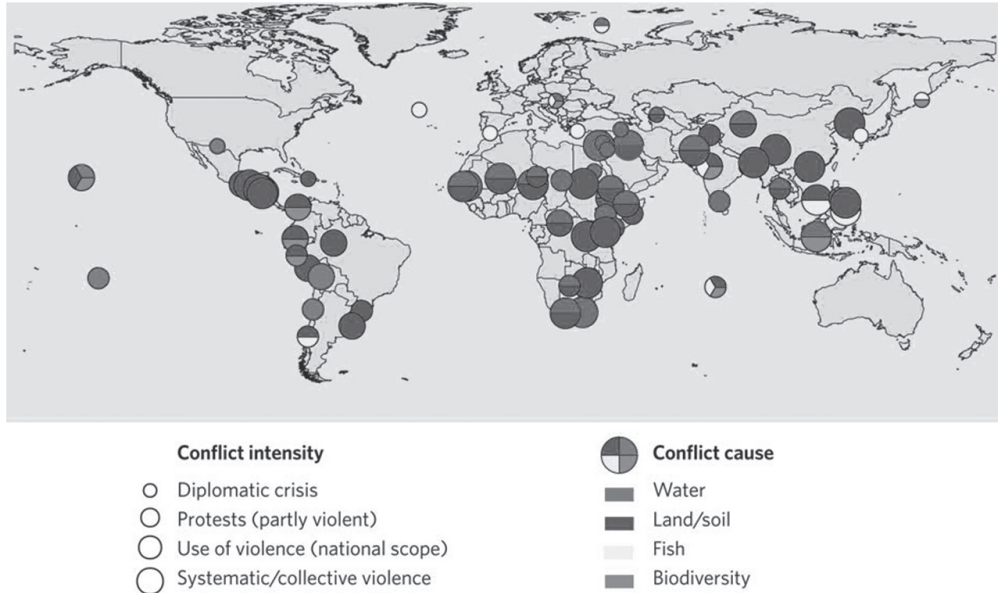 Conflict intensity
Diplomatic crisis
Protests (partly violent)
Use of violence (national scope)
Systematic/collective violence
Conflict cause
Water
Land/soil
Fish
Biodiversity